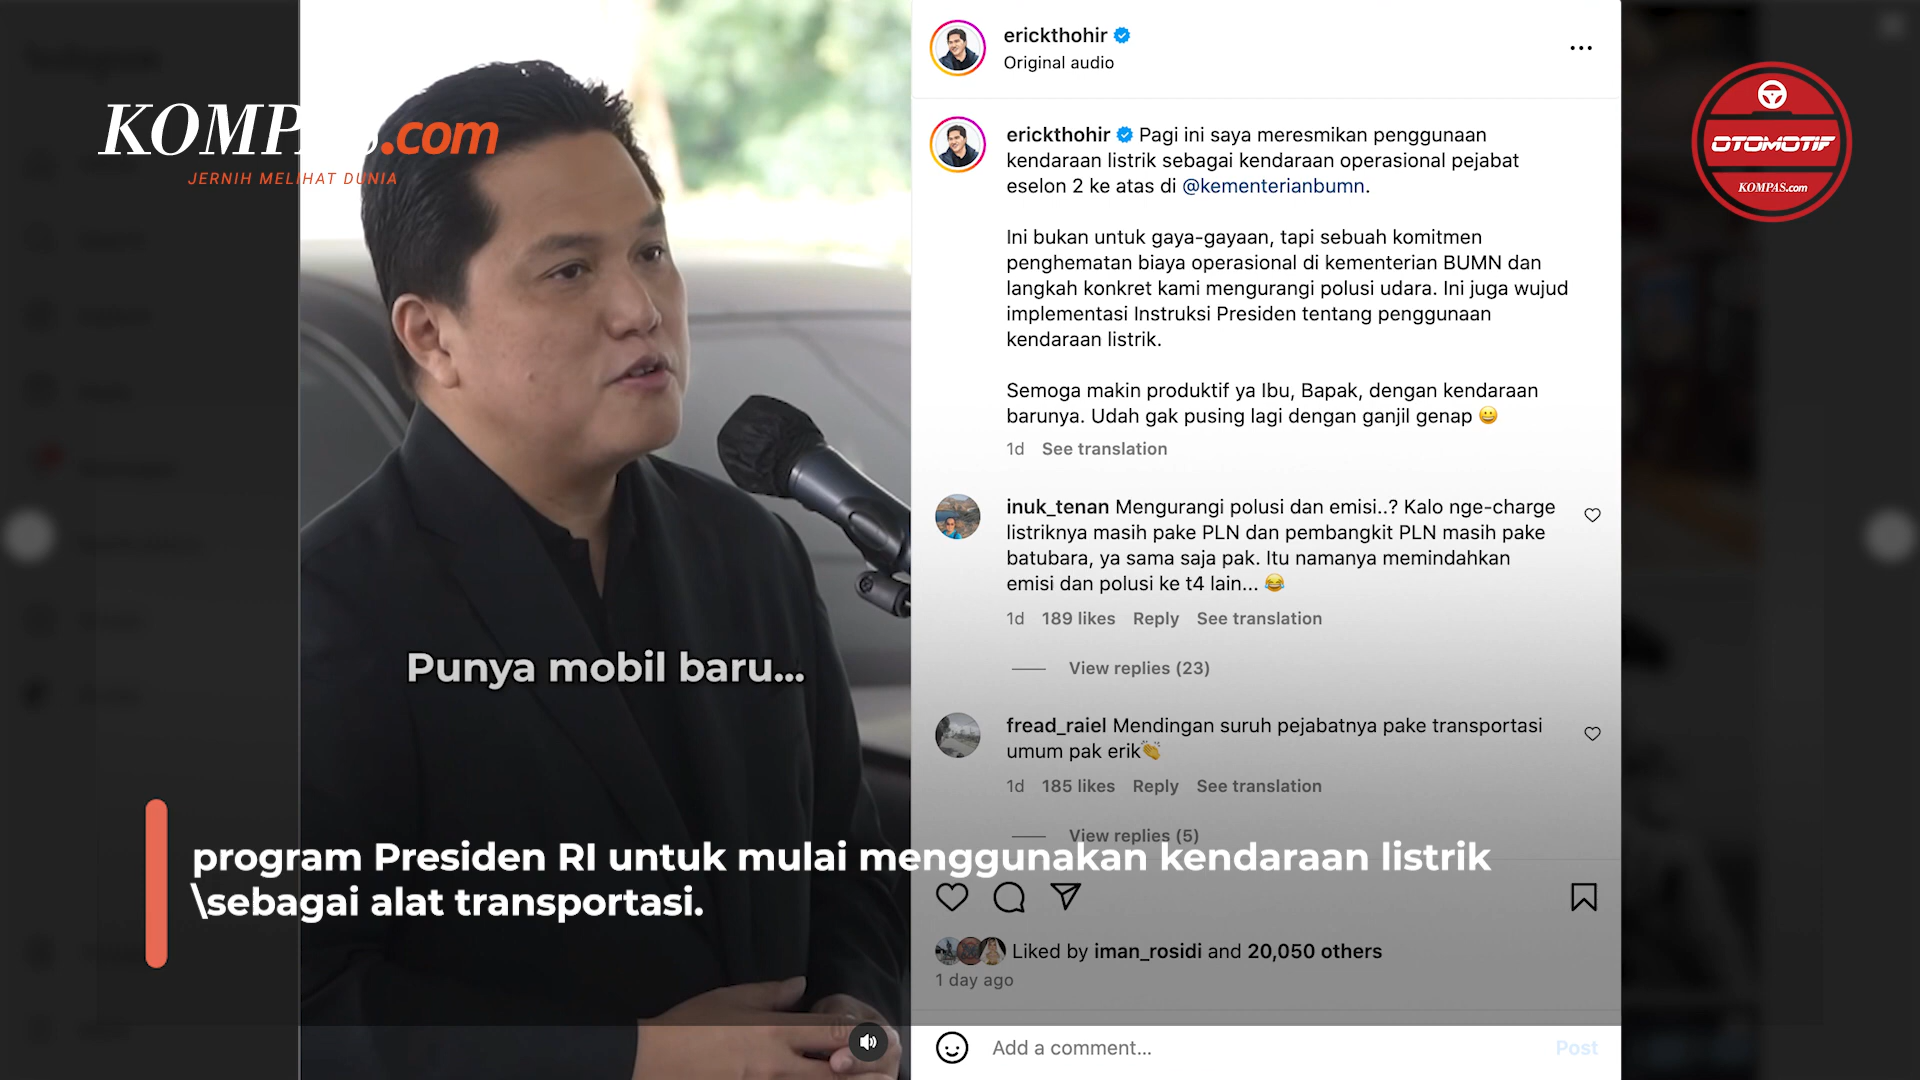 KOMPAS.com
JERNIH MELIHAT DUNIA
OTOMOTIF
KOMPAS.com
erickthohir
Original audio
erickthohir Pagi ini saya meresmikan penggunaan
kendaraan listrik sebagai kendaraan operasional pejabat
eselon 2 ke atas di @kementerianbumn.
Ini bukan untuk gaya-gayaan, tapi sebuah komitmen
penghematan biaya operasional di kementerian BUMN dan
langkah konkret kami mengurangi polusi udara. Ini juga wujud
implementasi Instruksi Presiden tentang penggunaan
kendaraan listrik.
Semoga makin produktif ya Ibu, Bapak, dengan kendaraan
barunya. Udah gak pusing lagi dengan ganjil genap 😀
1d See translation
inuk_tenan Mengurangi polusi dan emisi..? Kalo nge-charge
listriknya masih pake PLN dan pembangkit PLN masih pake
batubara, ya sama saja pak. Itu namanya memindahkan
emisi dan polusi ke t4 lain... 😂
1d 189 likes Reply See translation
View replies (23)
fread_raiel Mendingan suruh pejabatnya pake transportasi
umum pak erik👏
1d 185 likes Reply See translation
View replies (5)
Punya mobil baru...
program Presiden RI untuk mulai menggunakan kendaraan listrik
\sebagai alat transportasi.
Liked by iman_rosidi and 20,050 others
1 day ago
Add a comment...
Post